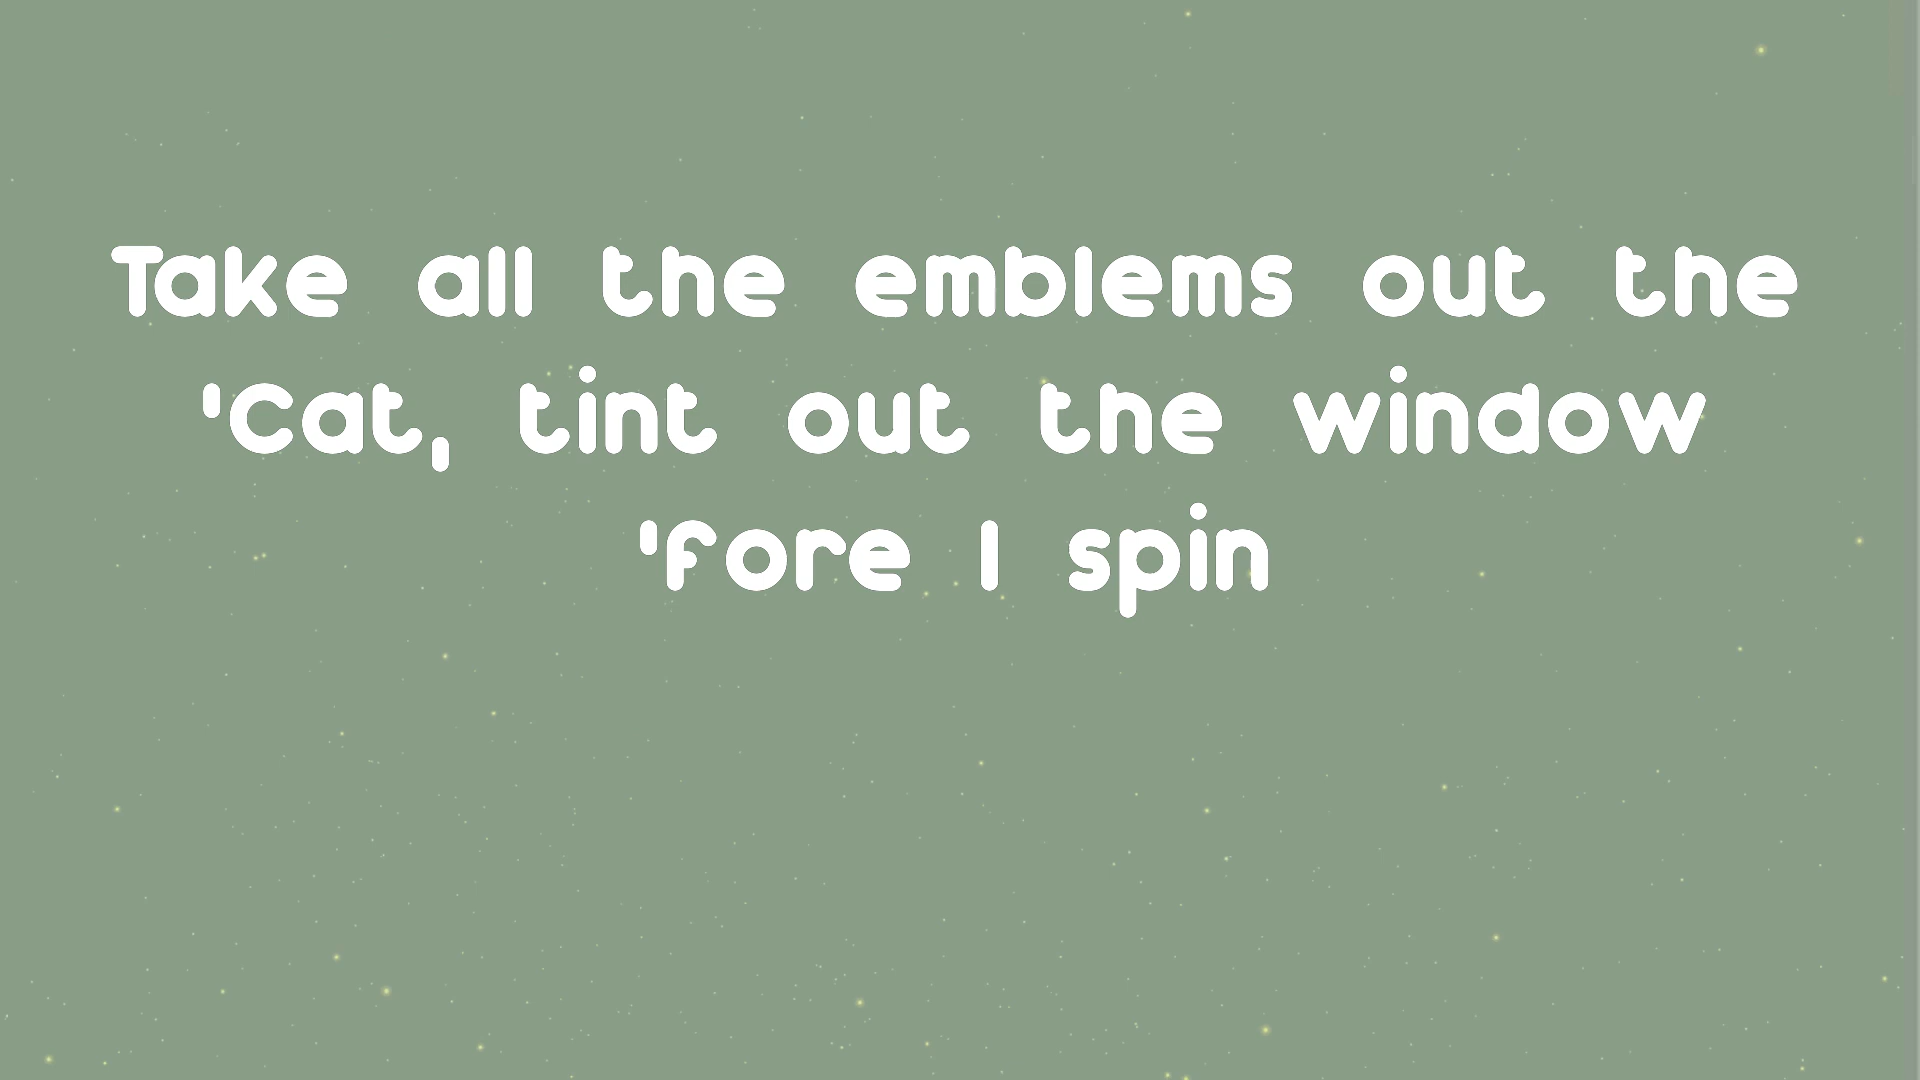 Take all the emblems out the
'Cat, tint out the window
'fore I spin